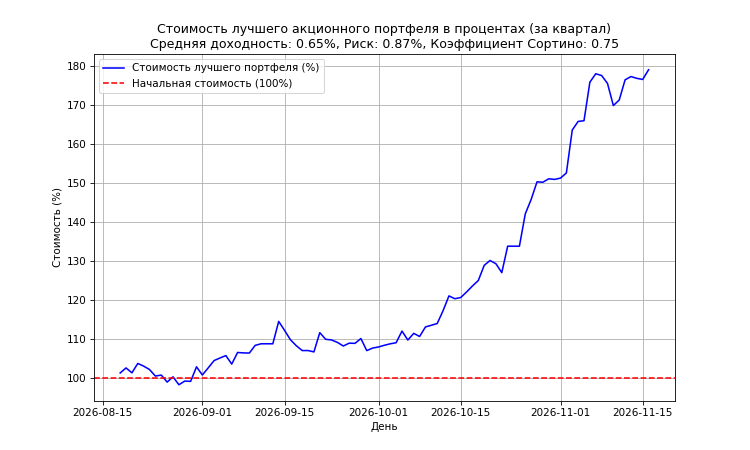 Стоимость лучшего акционного портфеля в процентах (за квартал)
Средняя доходность: 0.65%, Риск: 0.87%, Коэффициент Сортино: 0.75
Стоимость лучшего портфеля (%)
Начальная стоимость (100%)
Стоимость (%)
180
170
160
150
140
130
120
110
100
2026-08-15
2026-09-01
2026-09-15
2026-10-01
2026-10-15
2026-11-01
2026-11-15
День